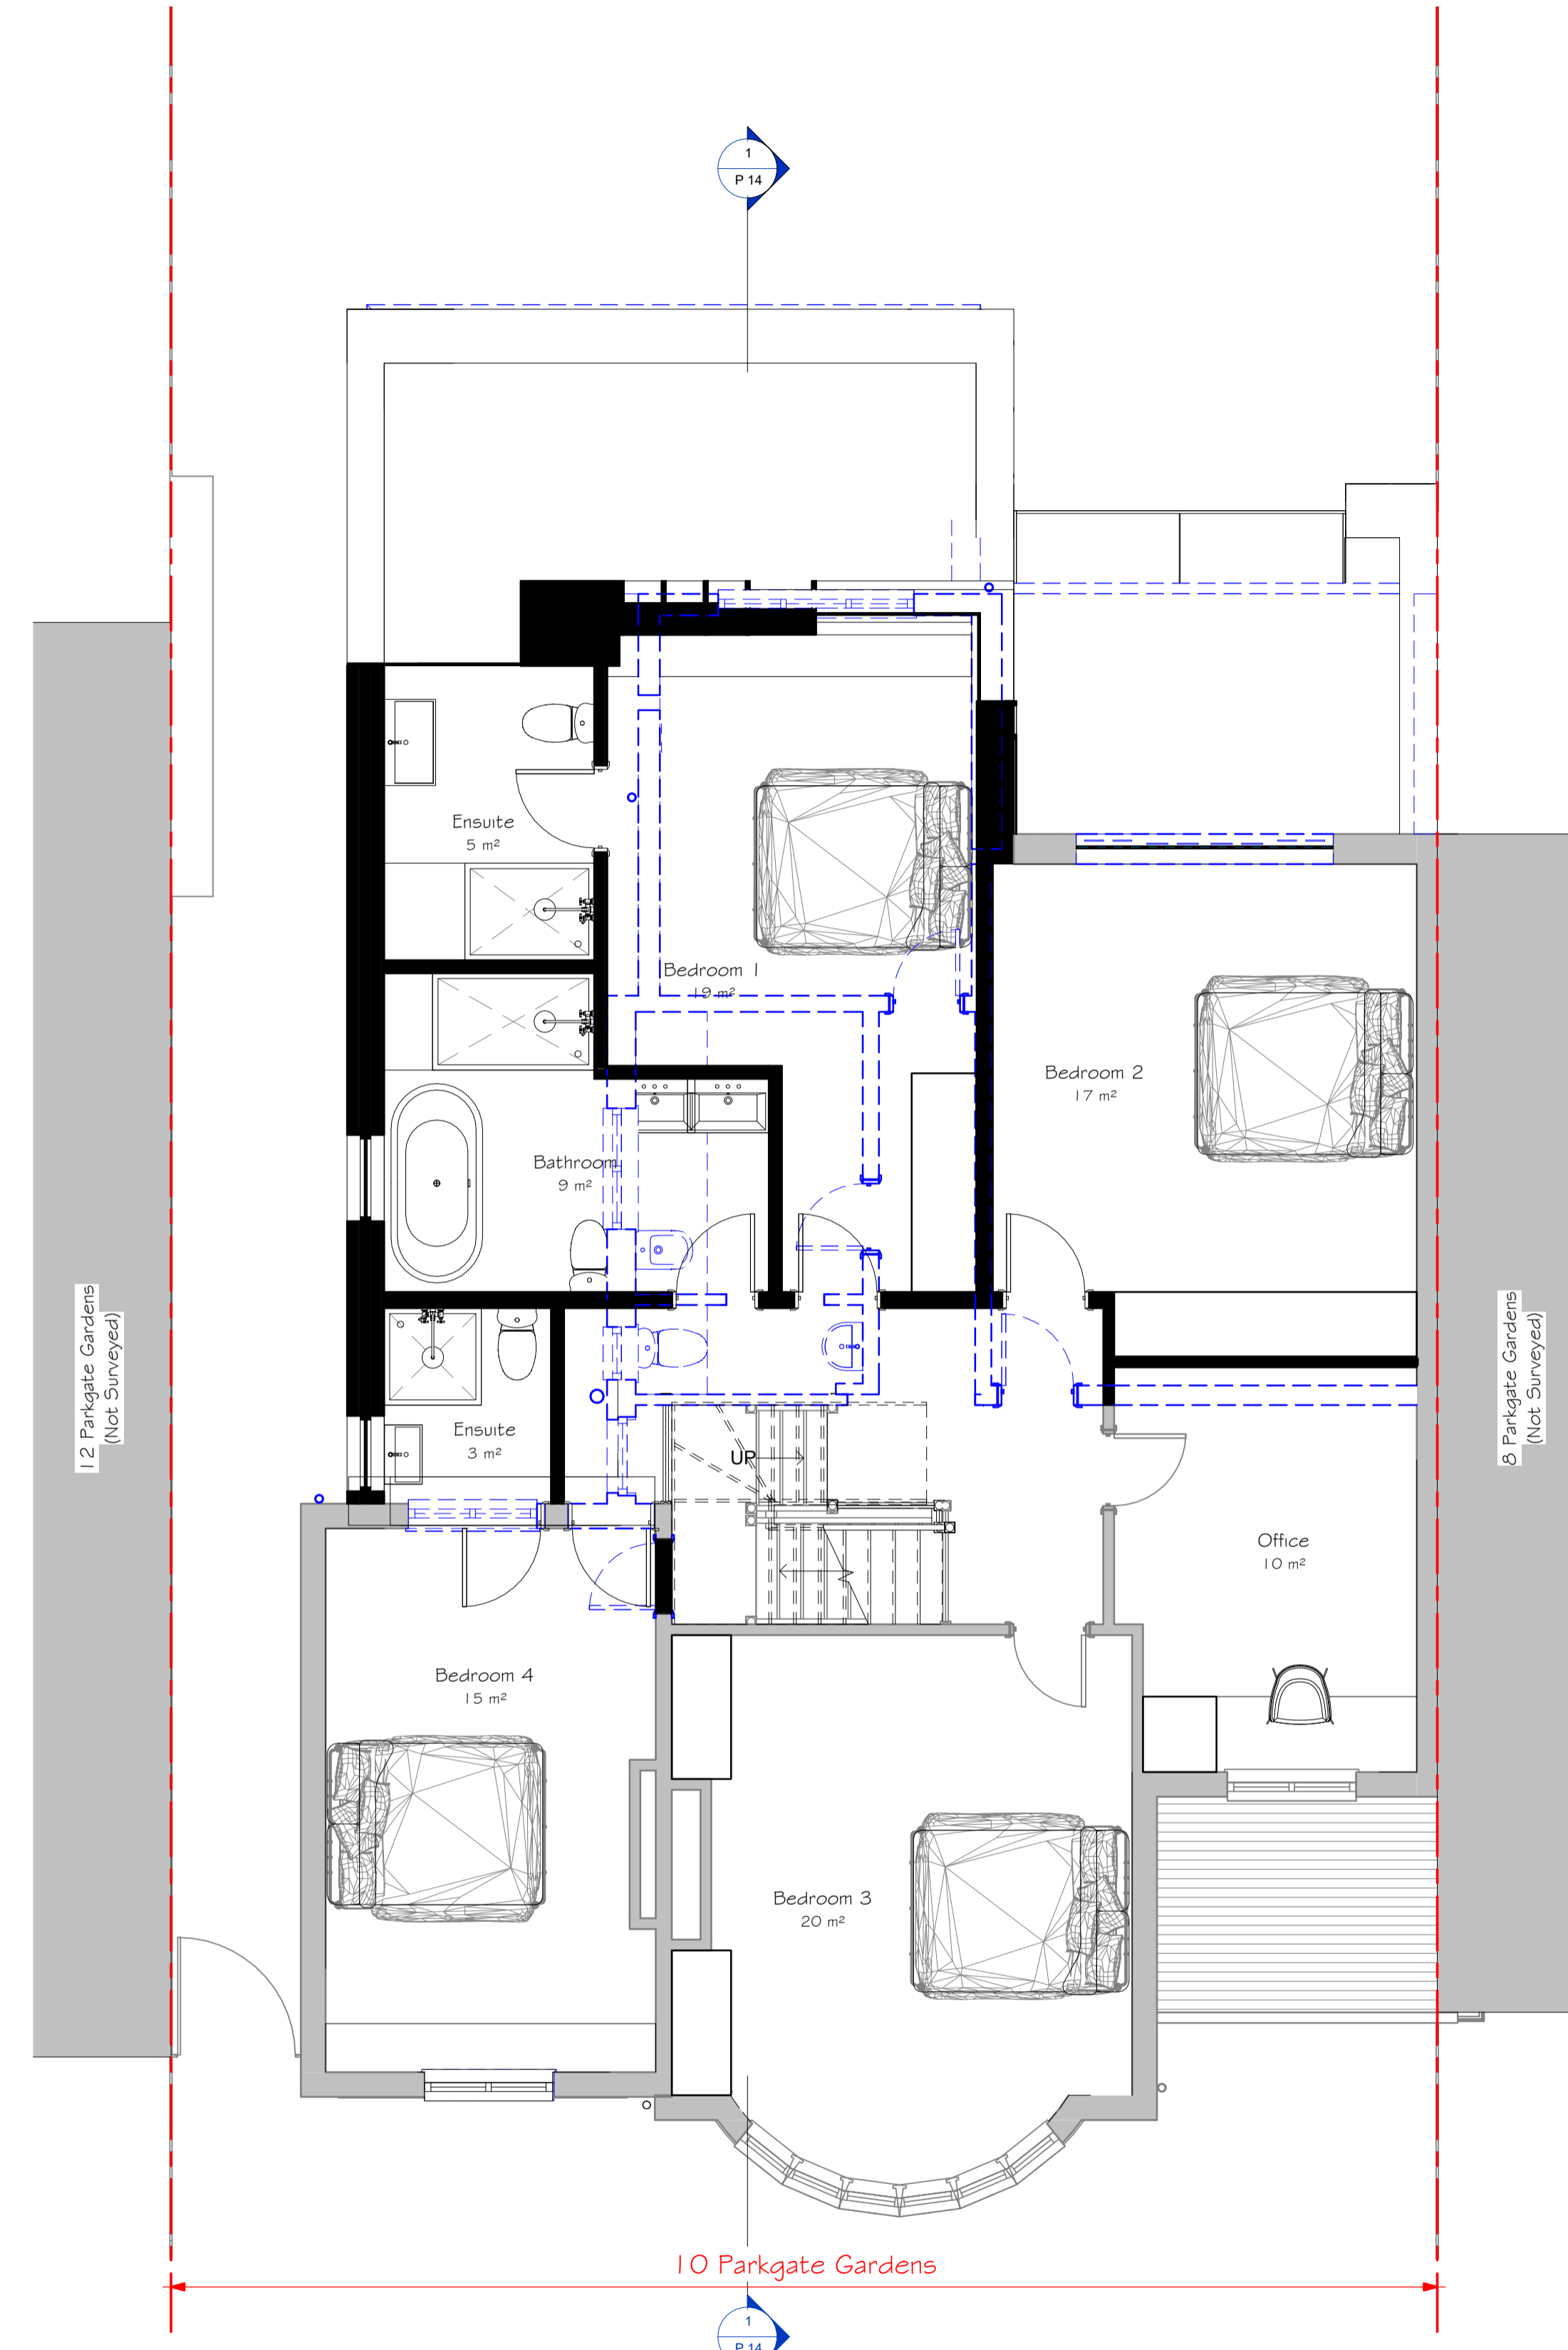 1
P 14
Ensuite
5 m²
Bedroom 1
19 m²
Bedroom 2
17 m²
Bathroom
9 m²
12 Parkgate Gardens
(Not Surveyed)
8 Parkgate Gardens
(Not Surveyed)
Ensuite
3 m²
UP
Office
10 m²
Bedroom 4
15 m²
Bedroom 3
20 m²
10 Parkgate Gardens
1
P 14